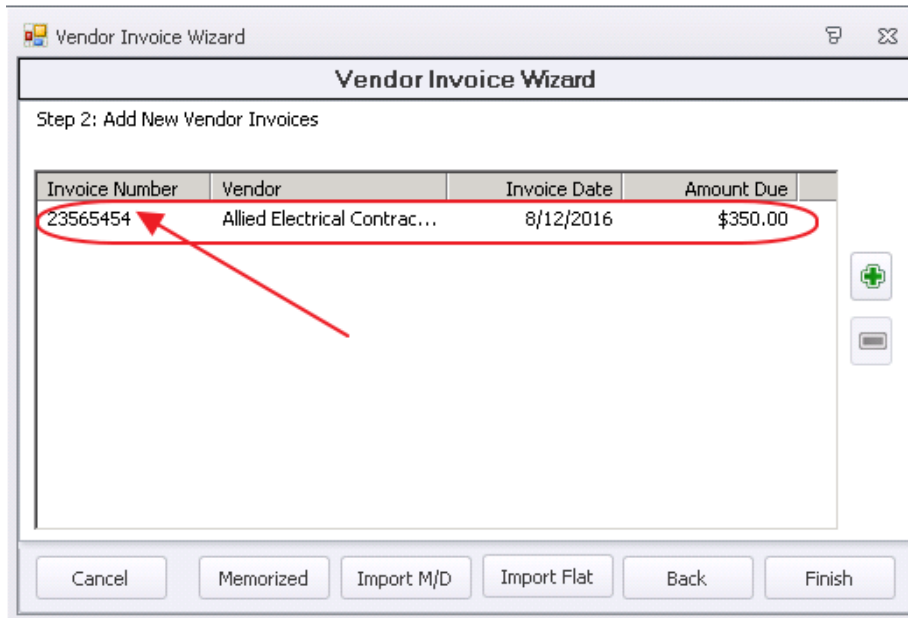 Vendor Invoice Wizard
Vendor Invoice Wizard
Step 2: Add New Vendor Invoices
Invoice Number Vendor Invoice Date Amount Due
23565454 Allied Electrical Contrac... 8/12/2016 $350.00
Cancel Memorized Import M/D Import Flat Back Finish